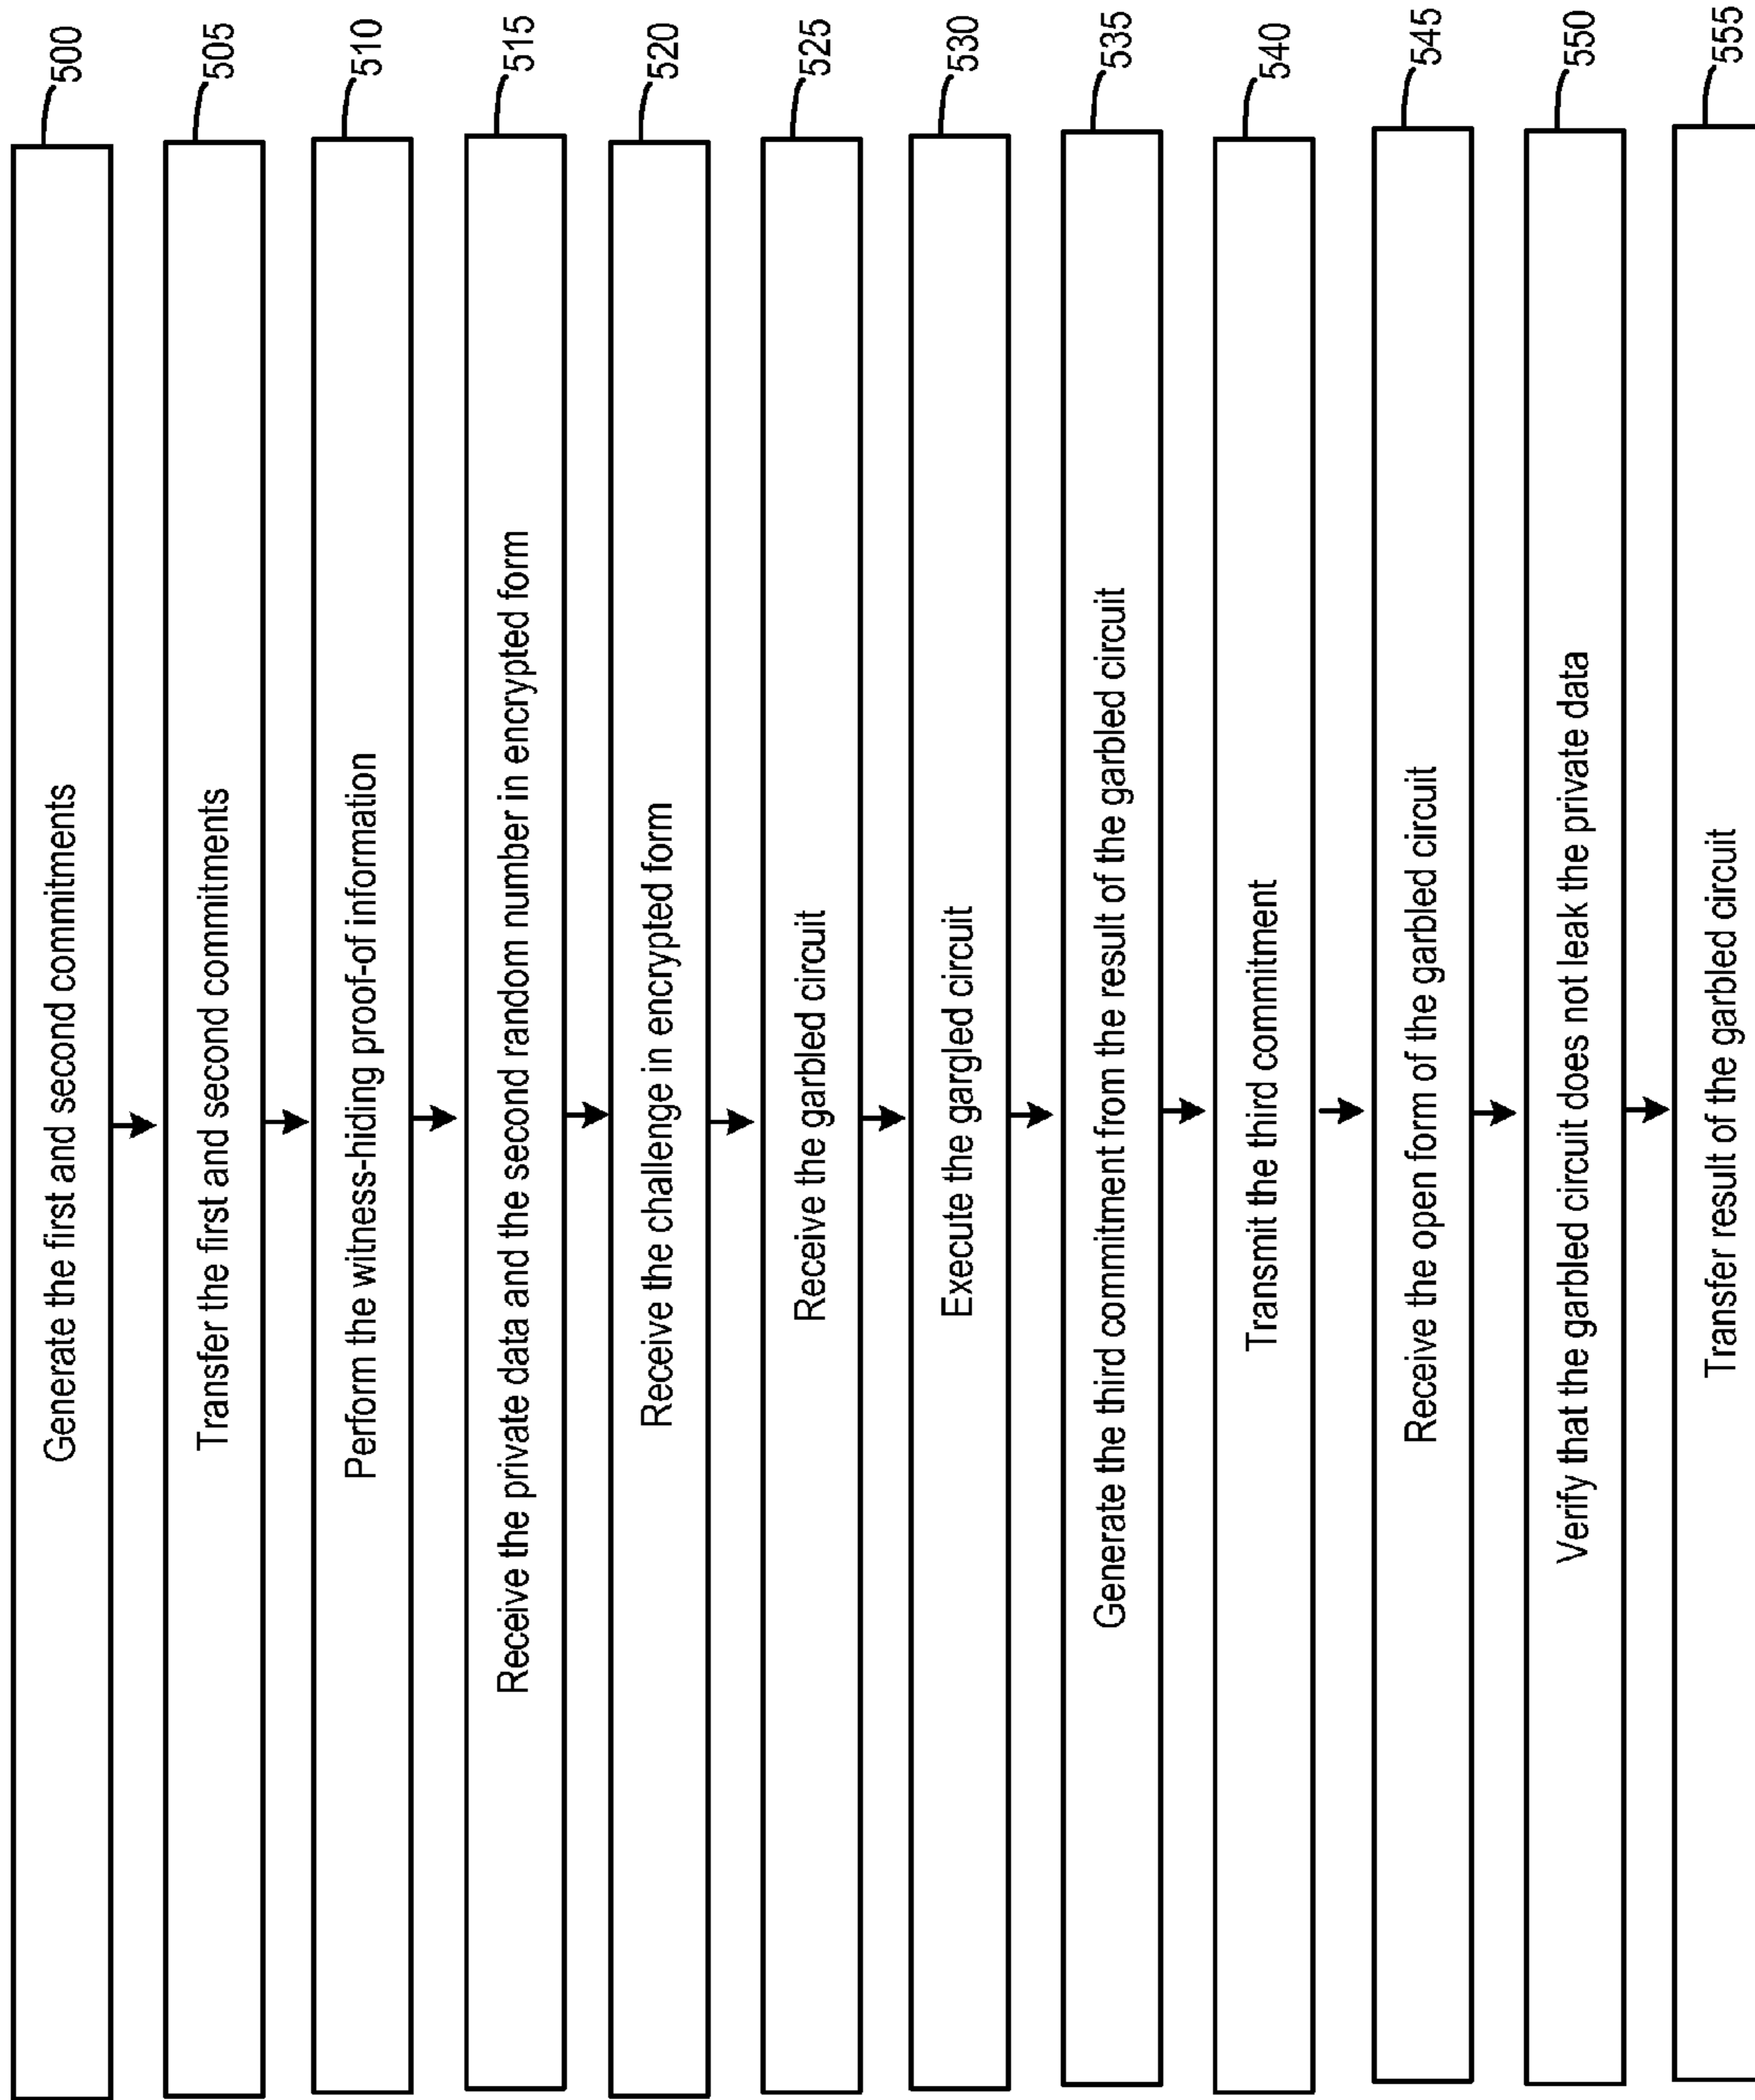 Generate the first and second commitments
500
Transfer the first and second commitments
505
Perform the witness-hiding proof-of information
510
Receive the private data and the second random number in encrypted form
515
Receive the challenge in encrypted form
520
Receive the garbled circuit
525
Execute the gargled circuit
530
Generate the third commitment from the result of the garbled circuit
535
Transmit the third commitment
540
Receive the open form of the garbled circuit
545
Verify that the garbled circuit does not leak the private data
550
Transfer result of the garbled circuit
555